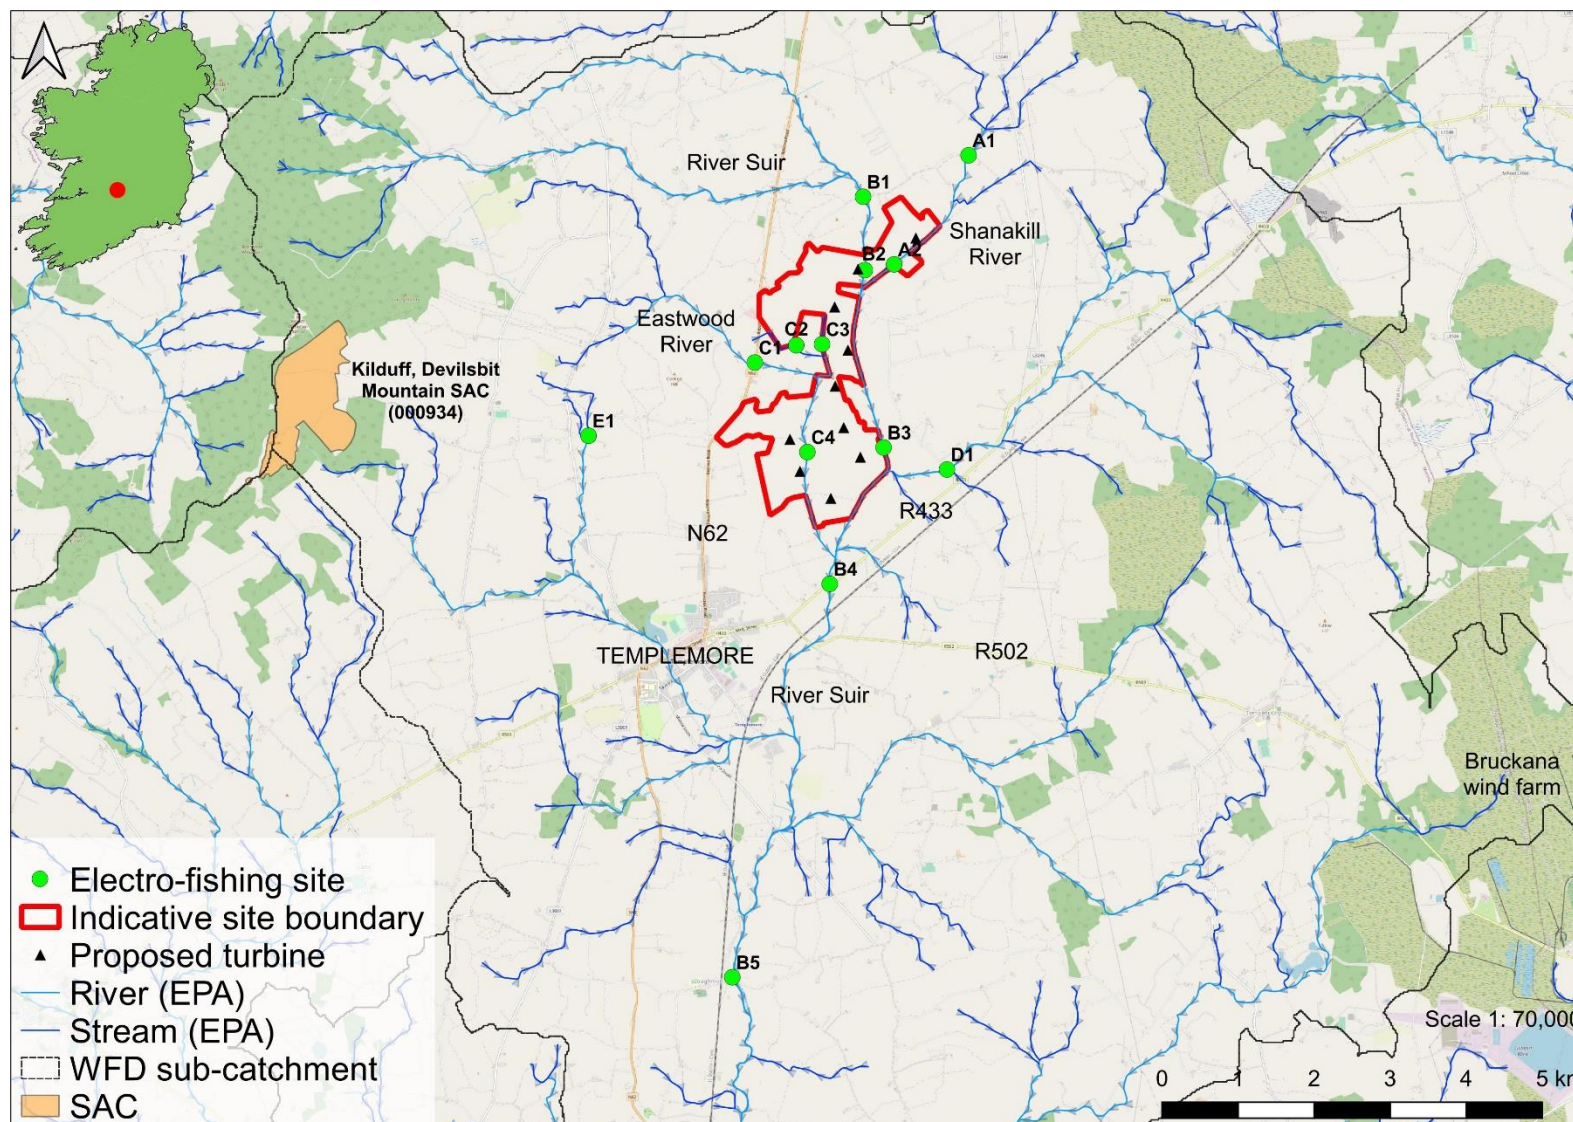 A1
River Suir
B1
Shanakill
River
A2
B2
Eastwood
River
C2
C3
C1
Kilduff, Devilsbit
Mountain SAC
(000934)
E1
C4
B3
D1
R433
N62
B4
TEMPLEMORE
R502
River Suir
Bruckana
wind farm
B5
Electro-fishing site
Indicative site boundary
Proposed turbine
River (EPA)
Stream (EPA)
WFD sub-catchment
SAC
Scale 1: 70,000
0 1 2 3 4 5 km